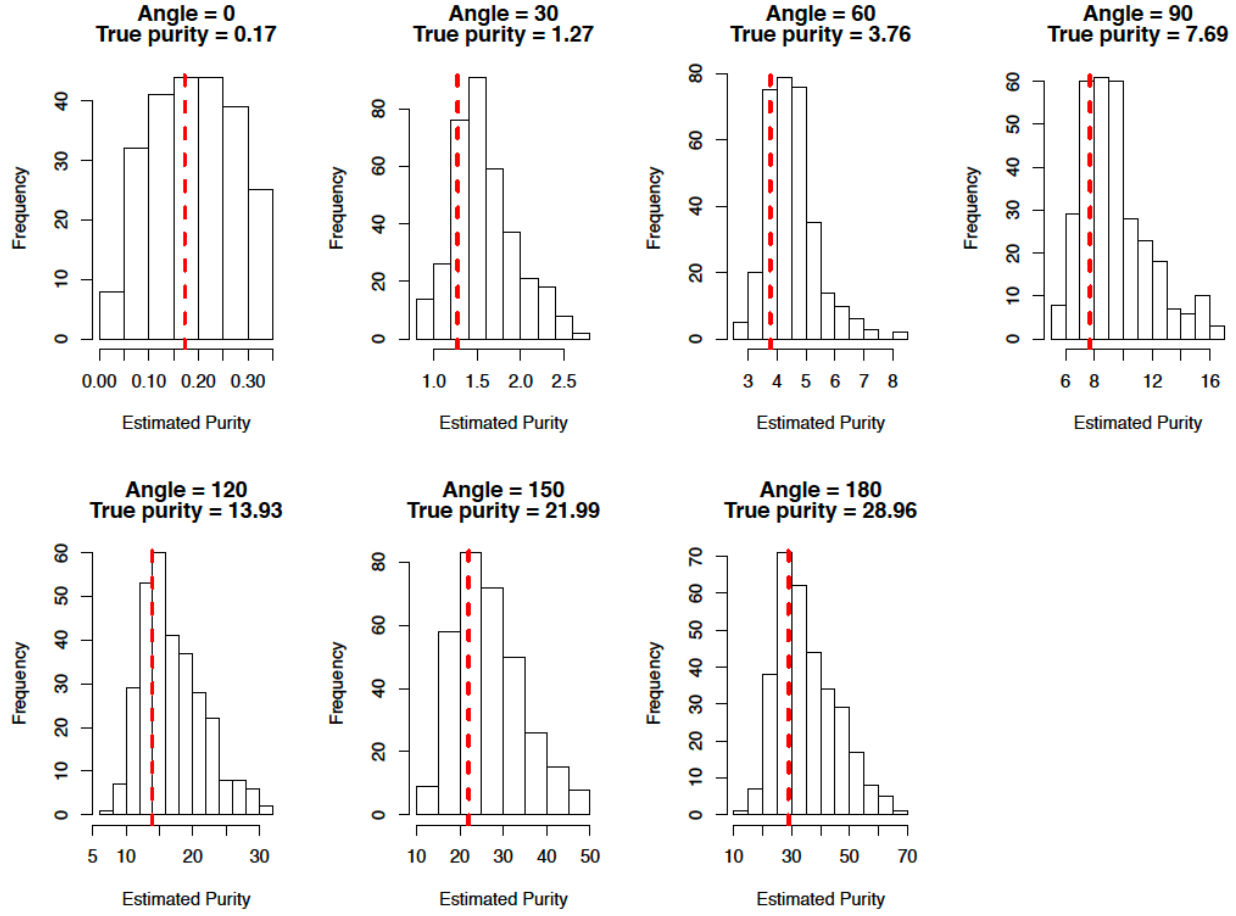 Angle = 0
True purity = 0.17
Frequency
0 10 20 30 40
0.00 0.10 0.20 0.30
Estimated Purity
Angle = 30
True purity = 1.27
Frequency
0 20 40 60 80
1.0 1.5 2.0 2.5
Estimated Purity
Angle = 60
True purity = 3.76
Frequency
0 20 40 60 80
3 4 5 6 7 8
Estimated Purity
Angle = 90
True purity = 7.69
Frequency
0 10 20 30 40 50 60
6 8 12 16
Estimated Purity
Angle = 120
True purity = 13.93
Frequency
0 10 20 30 40 50 60
5 10 20 30
Estimated Purity
Angle = 150
True purity = 21.99
Frequency
0 20 40 60 80
10 20 30 40 50
Estimated Purity
Angle = 180
True purity = 28.96
Frequency
0 10 20 30 40 50 60 70
10 30 50 70
Estimated Purity